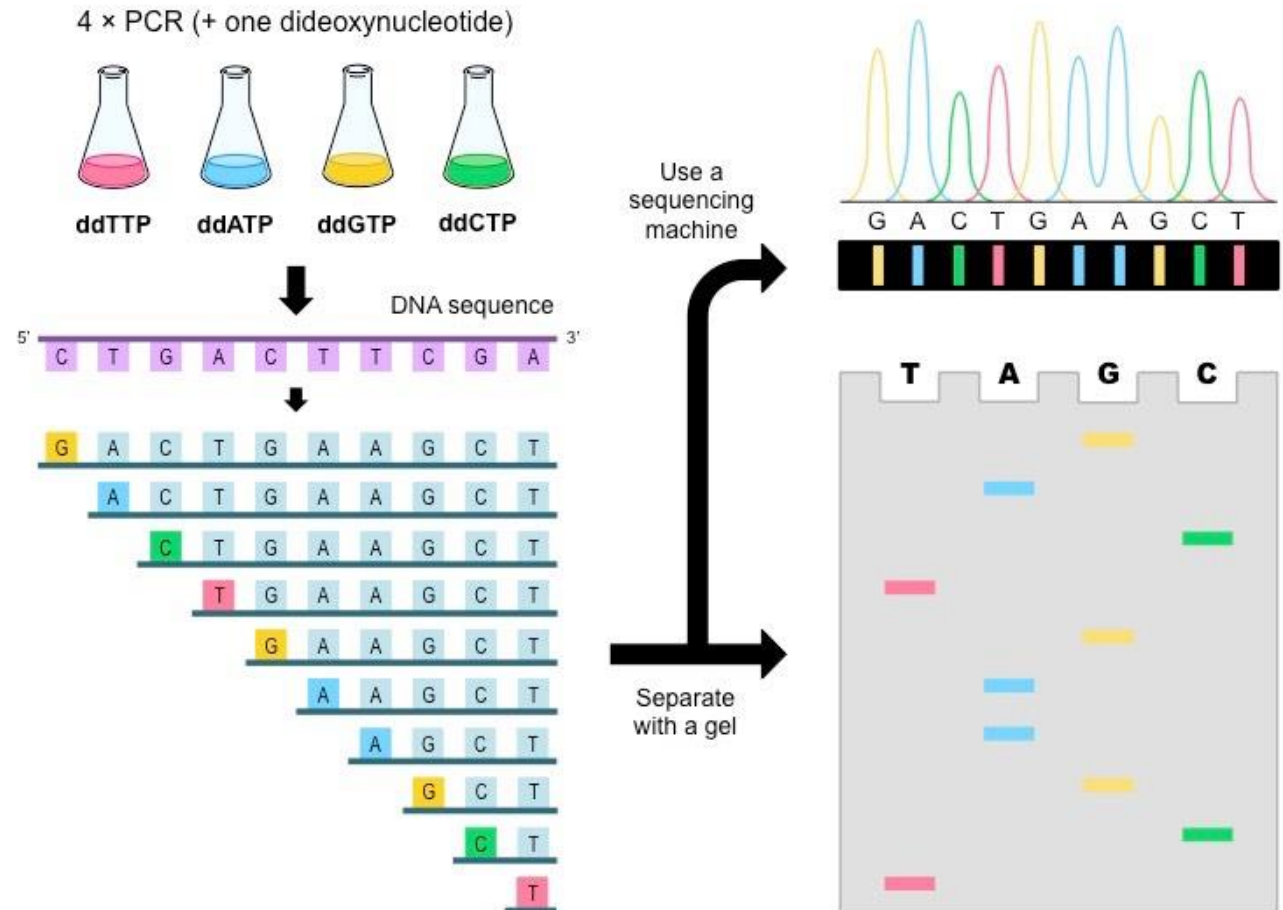 4 × PCR (+ one dideoxynucleotide)
ddTTP ddATP ddGTP ddCTP
DNA sequence
5' C T G A C T T C G A 3'
G A C T G A A G C T
A C T G A A G C T
C T G A A G C T
T G A A G C T
G A A G C T
A A G C T
A G C T
G C T
C T
T
Use a
sequencing
machine
Separate
with a gel
G A C T G A A G C T
T A G C